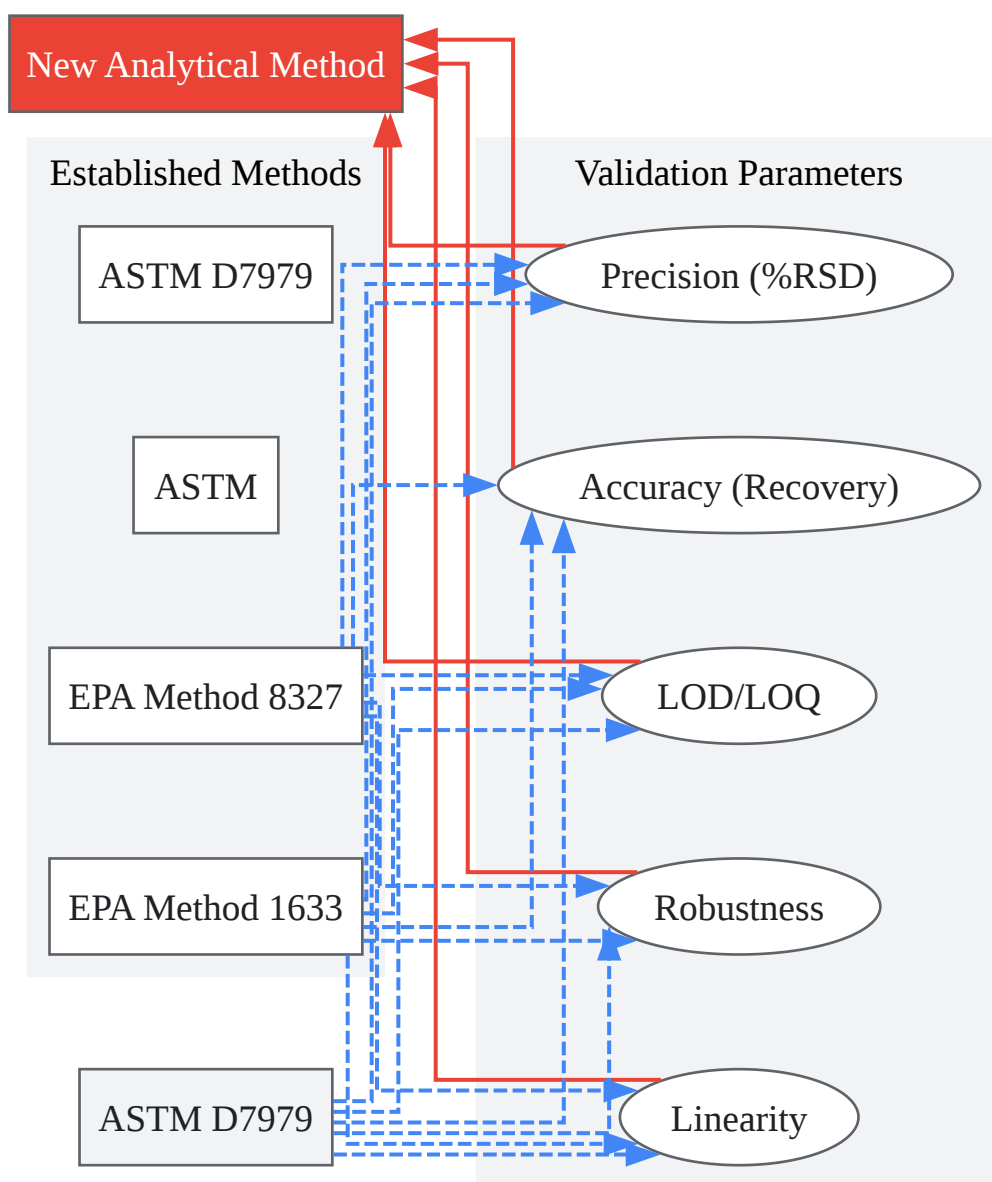 New Analytical Method
Established Methods
Validation Parameters
ASTM D7979
Precision (%RSD)
ASTM
Accuracy (Recovery)
EPA Method 8327
LOD/LOQ
EPA Method 1633
Robustness
ASTM D7979
Linearity